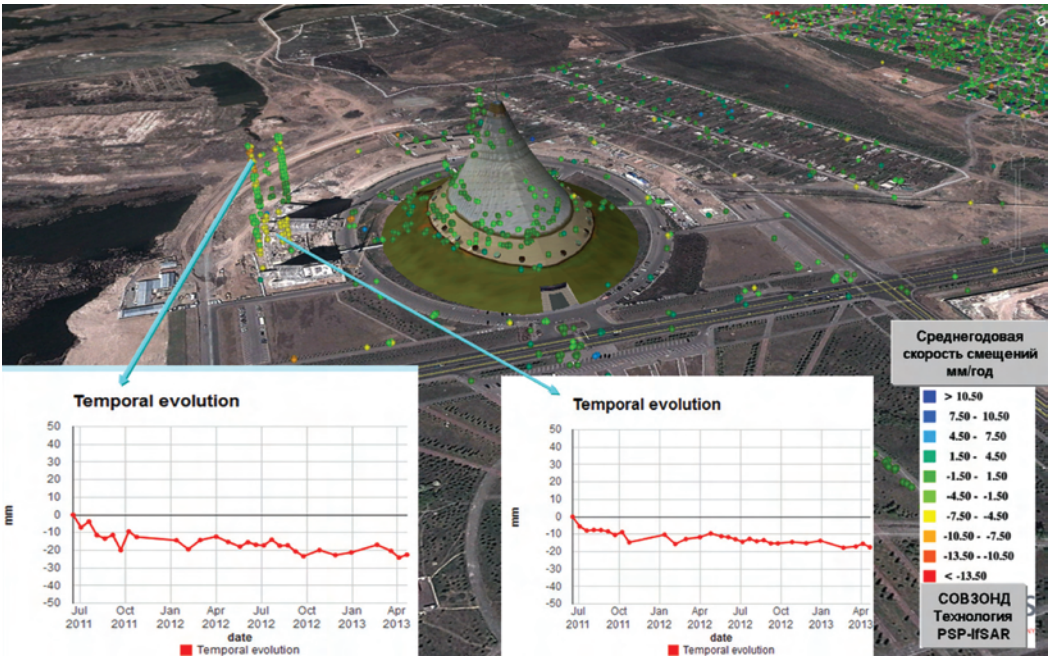 Temporal evolution
50
40
30
20
10
0
-10
-20
-30
-40
-50
mm
Jul Oct Jan Apr Jul Oct Jan Apr
2011 2011 2012 2012 2012 2012 2013 2013
date
Temporal evolution
Temporal evolution
50
40
30
20
10
0
-10
-20
-30
-40
-50
mm
Jul Oct Jan Apr Jul Oct Jan Apr
2011 2011 2012 2012 2012 2012 2013 2013
date
Temporal evolution
Среднегодовая
скорость смещений
мм/год
> 10.50
7.50 - 10.50
4.50 - 7.50
1.50 - 4.50
-1.50 - 1.50
-4.50 - -1.50
-7.50 - -4.50
-10.50 - -7.50
-13.50 - -10.50
< -13.50
СОВЗОНД
Технология
PSP-IfSAR